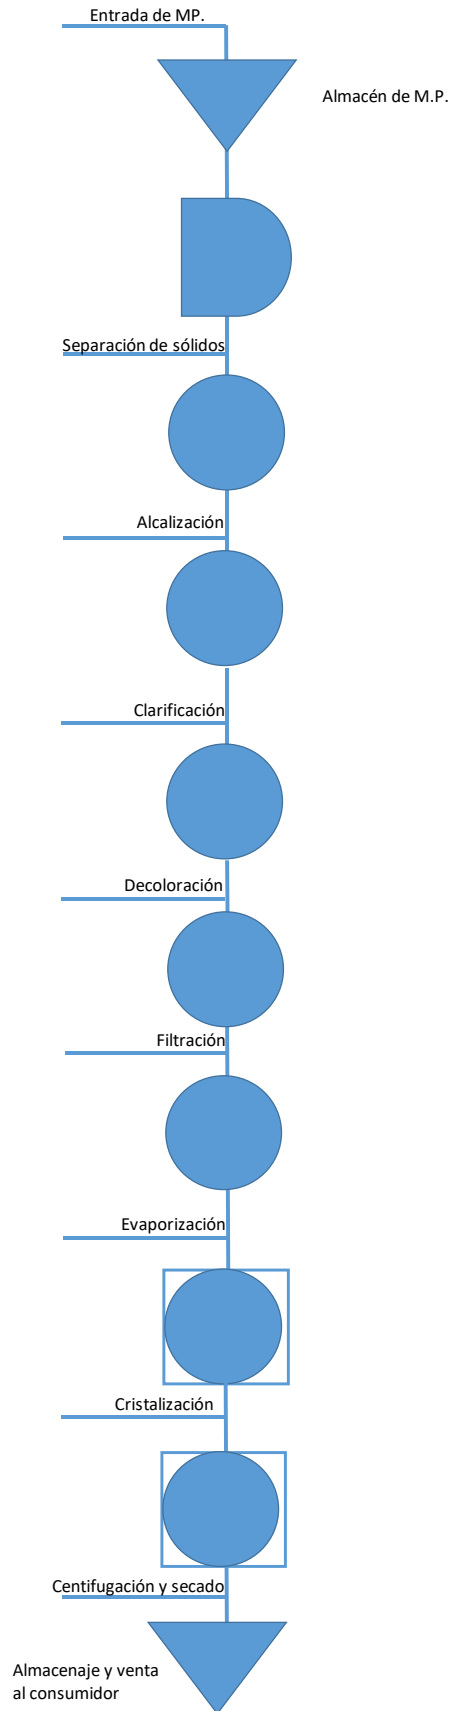 Entrada de MP.
Almacén de M.P.
Separación de sólidos
Alcalización
Clarificación
Decoloración
Filtración
Evaporización
Cristalización
Centifugación y secado
Almacenaje y venta
al consumidor